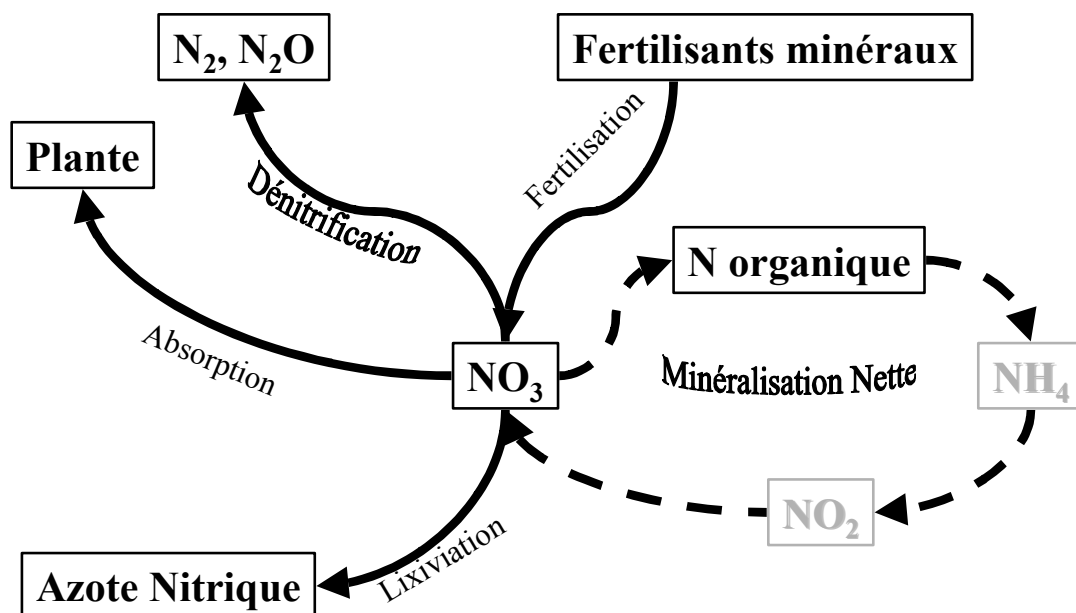 N₂, N₂O
Fertilisants minéraux
Plante
Fertilisation
Dénitrification
N organique
Absorption
NO₃
Minéralisation Nette
NH₄
NO₂
Lixiviation
Azote Nitrique